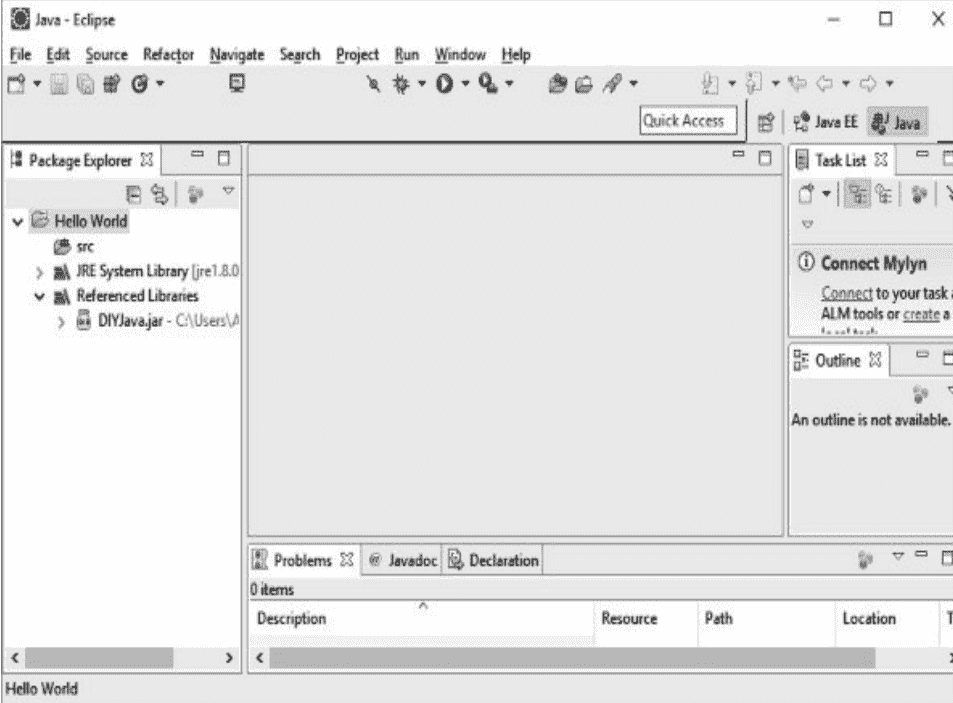 Java - Eclipse
File Edit Source Refactor Navigate Search Project Run Window Help
Quick Access
Java EE
Java
Package Explorer
Hello World
src
JRE System Library [jre1.8.0
Referenced Libraries
DIYJava.jar - C:\Users\A
Task List
Connect Mylyn
Connect to your task
ALM tools or create a
Outline
An outline is not available.
Problems @ Javadoc Declaration
0 items
Description Resource Path Location T
Hello World